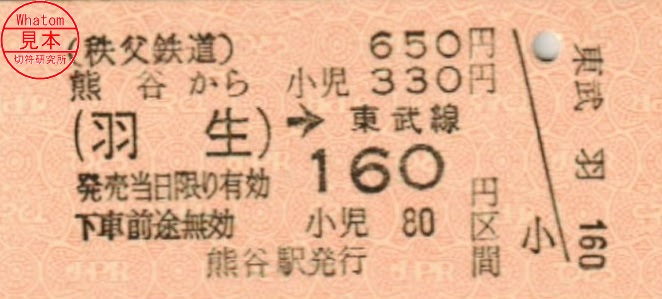 Whatom
見本
切符研究所
(秩父鉄道) 650円
熊谷から 小児 330円
(羽生)→東武線
160円区間
発売当日限り有効
下車前途無効 小児 80
熊谷駅発行
小
東武 羽 160